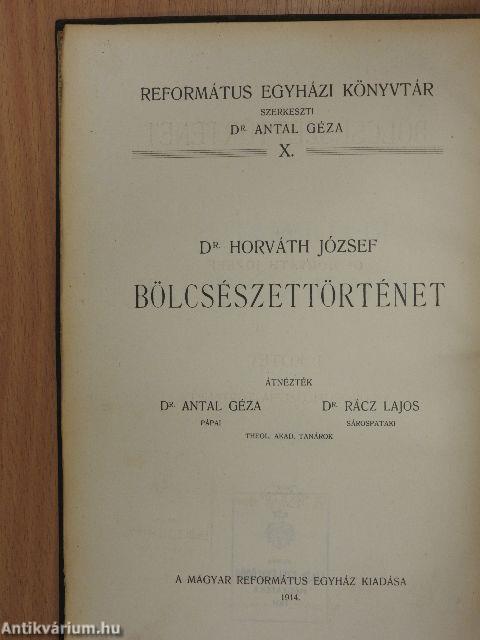 REFORMÁTUS EGYHÁZI KÖNYVTÁR
SZERKESZTI
DR. ANTAL GÉZA
X.
DR. HORVÁTH JÓZSEF
BÖLCSÉSZETTÖRTÉNET
ÁTNÉZTÉK
DR. ANTAL GÉZA DR. RÁCZ LAJOS
PÁPAI SÁROSPATAKI
THEOL. AKAD. TANÁROK
A MAGYAR REFORMÁTUS EGYHÁZ KIADÁSA
1914.
Antikvárium.hu